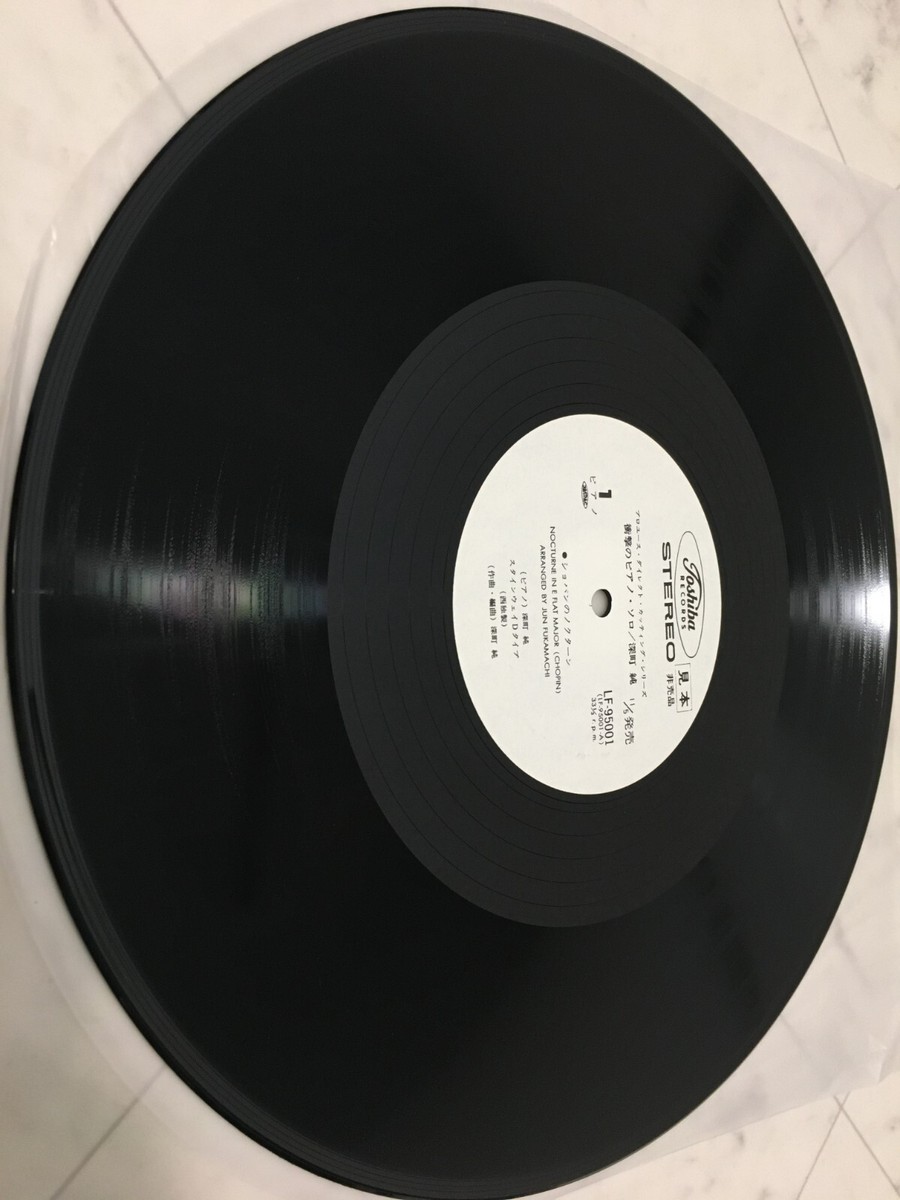 Toshiba
RECORDS
STEREO
見本
非売品
プロユース・ダイレクト・カッティング・シリーズ
衝撃のピアノ・ソロ/深町 純
11/5発売
1
ピアノ
LF-95001
(LF-95001-A)
33⅓ r.p.m.
●ショパンのノクターン
NOCTURNE IN E FLAT MAJOR (CHOPIN)
ARRANGED BY JUN FUKAMACHI
(ピアノ) 深町 純
スタインウェイDタイプ
(西独製)
(作曲・編曲) 深町 純